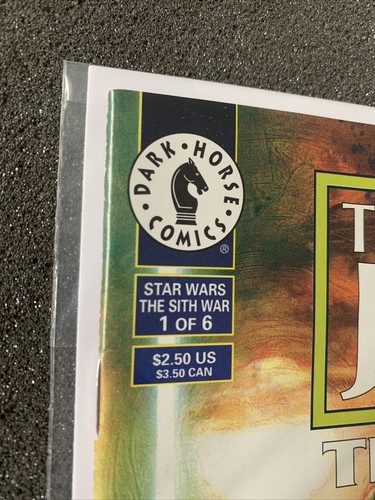 DARK • HORSE
• COMICS •
®
STAR WARS
THE SITH WAR
1 OF 6
$2.50 US
$3.50 CAN
T
J
T